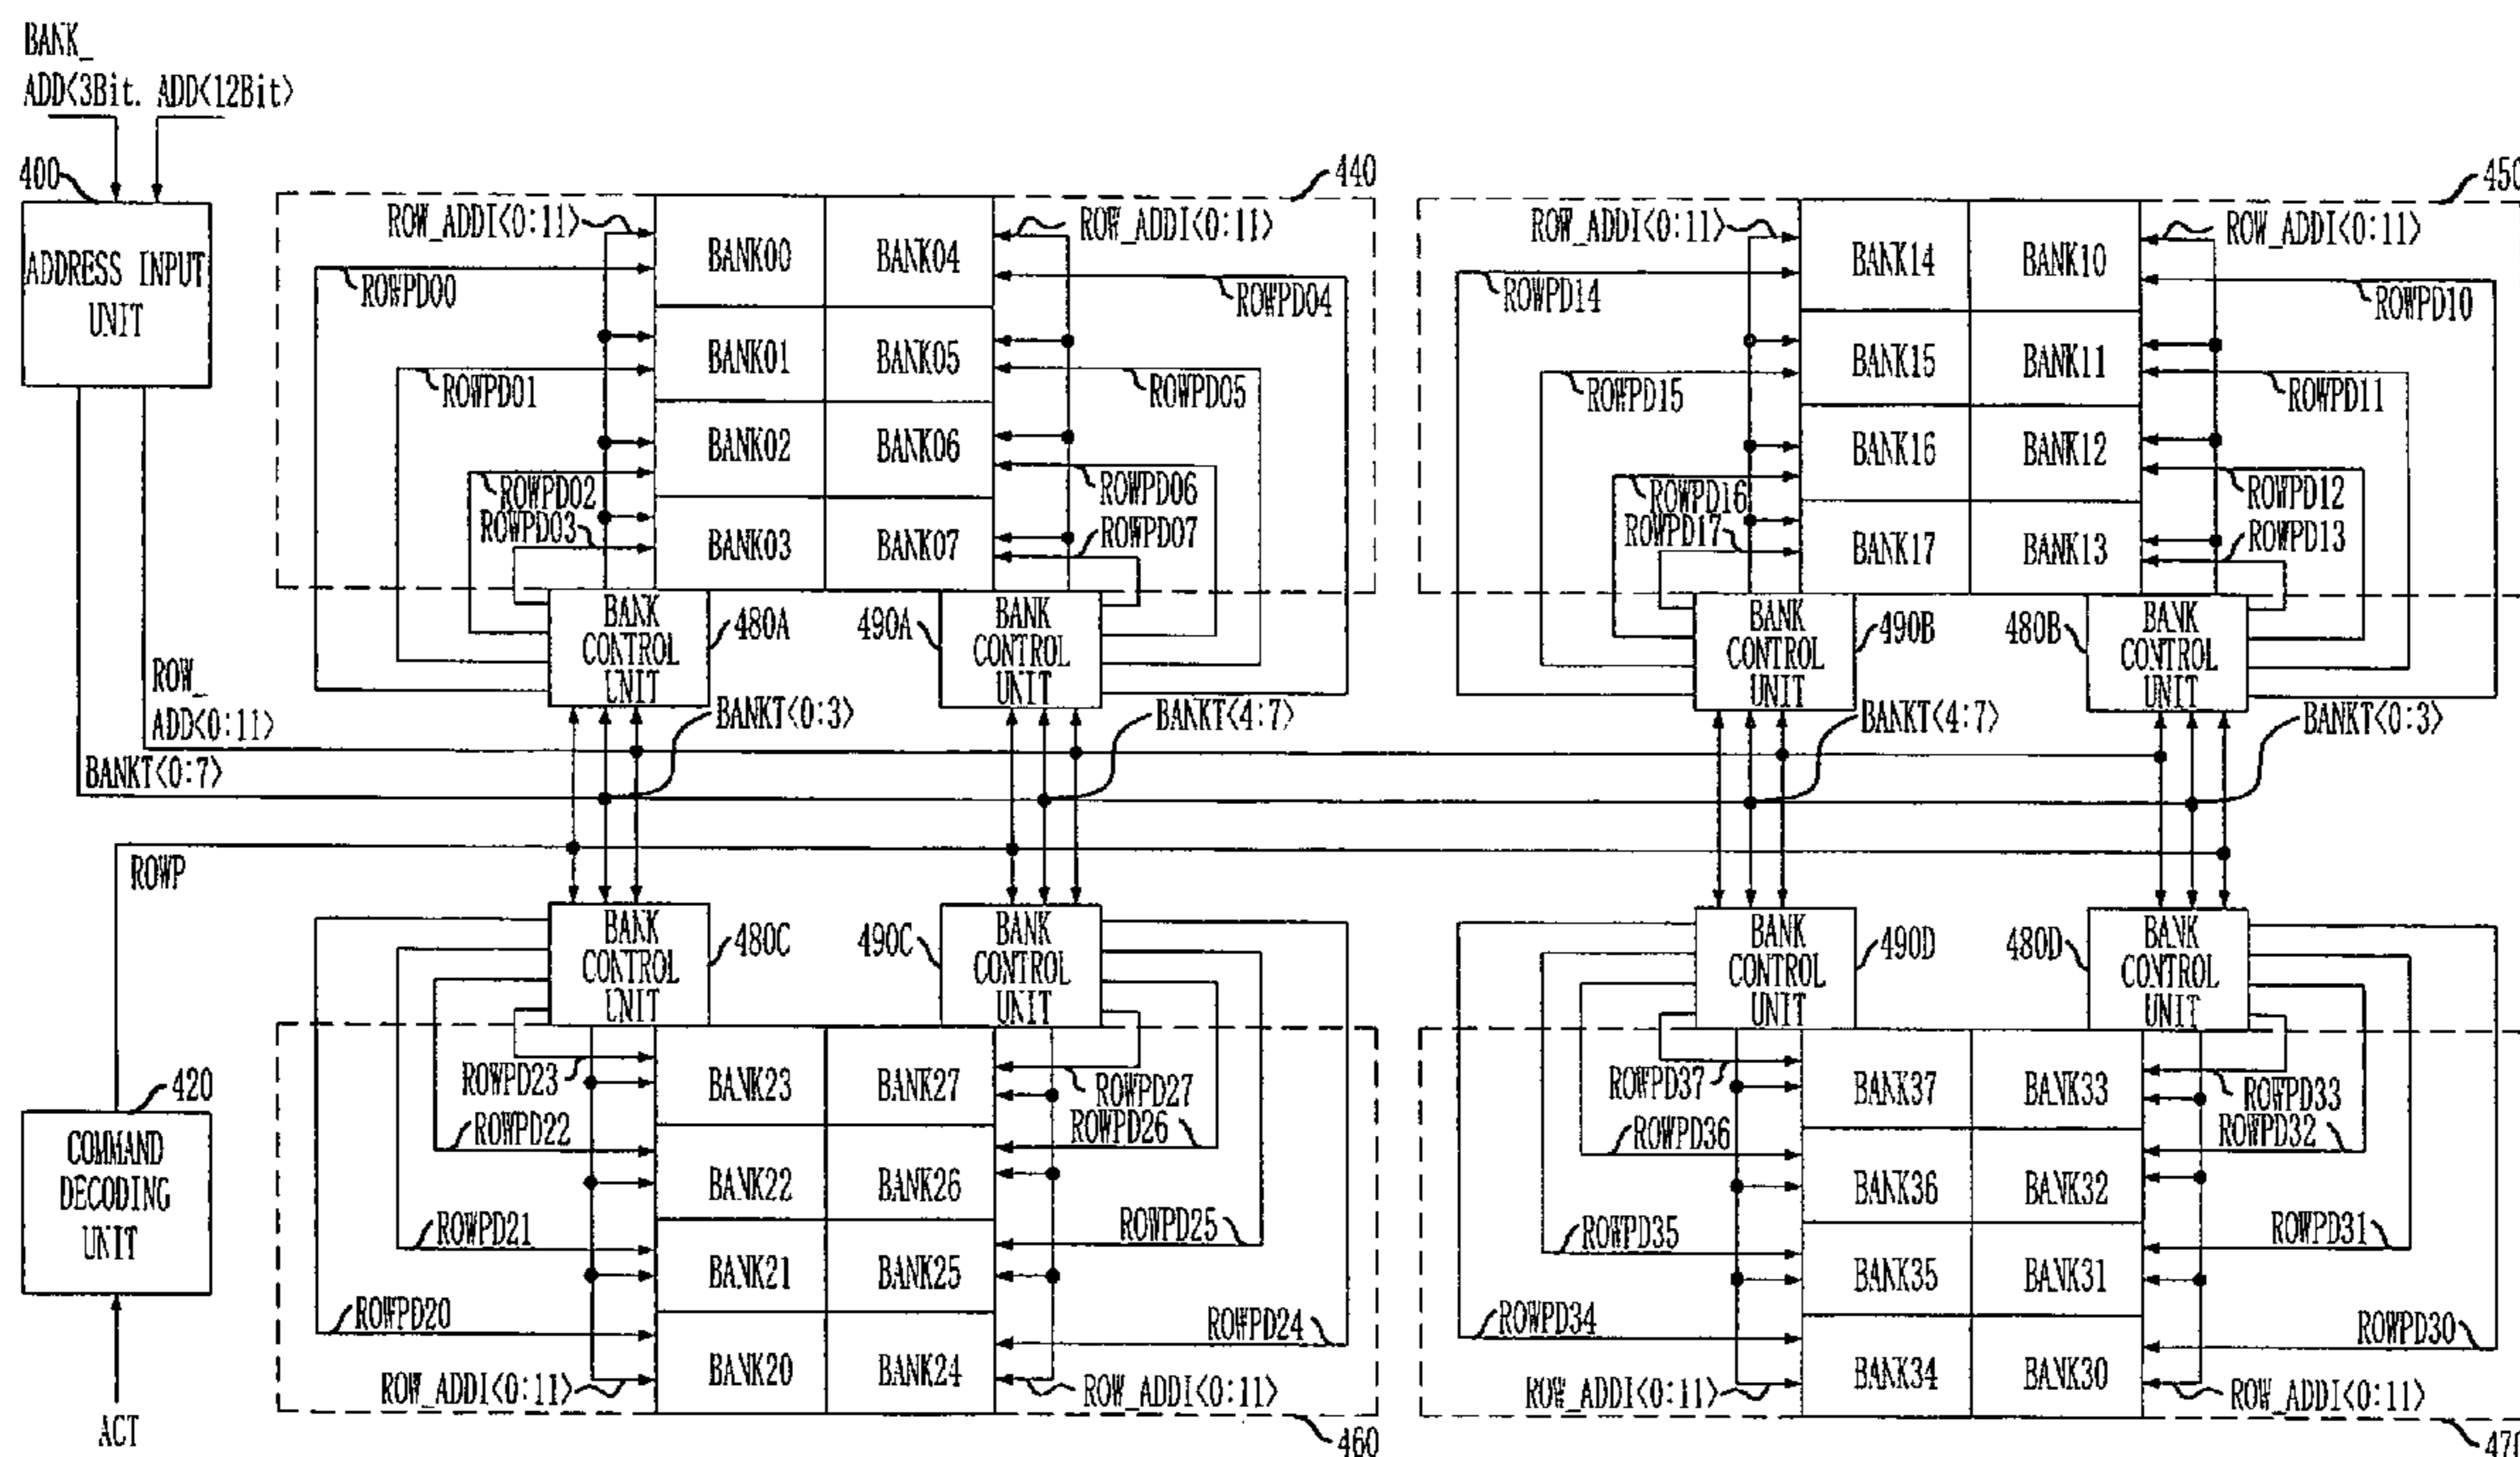 BANK_
ADD<3Bit. ADD<12Bit>
400
ADDRESS INPUT
UNIT
440
ROW_ADDI<0:11>
BANK00
BANK04
ROW_ADDI<0:11>
ROWPD00
ROWPD04
BANK01
BANK05
ROWPD01
ROWPD05
BANK02
BANK06
ROWPD02
ROWPD06
ROWPD03
BANK03
BANK07
ROWPD07
BANK
CONTROL
UNIT
480A
490A
BANK
CONTROL
UNIT
450
ROW_ADDI<0:11>
BANK14
BANK10
ROW_ADDI<0:11>
ROWPD14
ROWPD10
BANK15
BANK11
ROWPD15
ROWPD11
BANK16
BANK12
ROWPD16
ROWPD12
ROWPD17
BANK17
BANK13
ROWPD13
BANK
CONTROL
UNIT
490B
480B
BANK
CONTROL
UNIT
ROW_
ADD<0:11>
BANKT<0:7>
BANKT<0:3>
BANKT<4:7>
BANKT<4:7>
BANKT<0:3>
ROWP
420
COMMAND
DECODING
UNIT
ACT
BANK
CONTROL
UNIT
480C
490C
BANK
CONTROL
UNIT
ROWPD23
BANK23
BANK27
ROWPD27
ROWPD22
ROWPD26
BANK22
BANK26
ROWPD21
ROWPD25
BANK21
BANK25
ROWPD20
ROWPD24
BANK20
BANK24
ROW_ADDI<0:11>
ROW_ADDI<0:11>
460
BANK
CONTROL
UNIT
490D
480D
BANK
CONTROL
UNIT
ROWPD37
BANK37
BANK33
ROWPD33
ROWPD36
ROWPD32
BANK36
BANK32
ROWPD35
ROWPD31
BANK35
BANK31
ROWPD34
ROWPD30
BANK34
BANK30
ROW_ADDI<0:11>
ROW_ADDI<0:11>
470